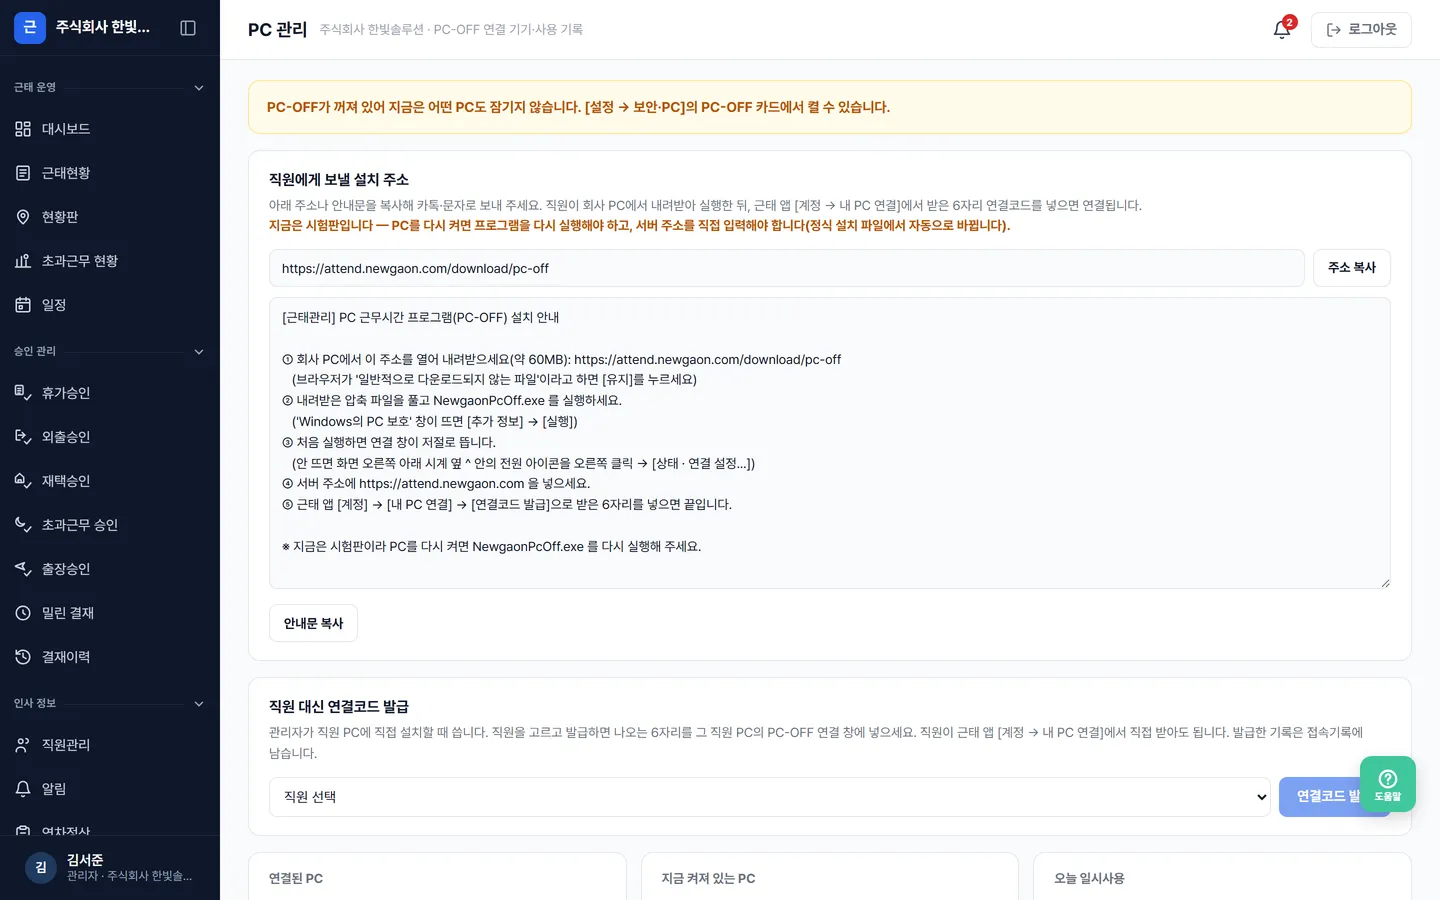 근
주식회사 한빛...
근태 운영
대시보드
근태현황
현황판
초과근무 현황
일정
승인 관리
휴가승인
외출승인
재택승인
초과근무 승인
출장승인
밀린 결재
결재이력
인사 정보
직원관리
알림
연차정산
김
김서준
관리자 · 주식회사 한빛솔...
PC 관리
주식회사 한빛솔루션 · PC-OFF 연결 기기·사용 기록
2
로그아웃
PC-OFF가 꺼져 있어 지금은 어떤 PC도 잠기지 않습니다. [설정 → 보안·PC]의 PC-OFF 카드에서 켤 수 있습니다.
직원에게 보낼 설치 주소
아래 주소나 안내문을 복사해 카톡·문자로 보내 주세요. 직원이 회사 PC에서 내려받아 실행한 뒤, 근태 앱 [계정 → 내 PC 연결]에서 받은 6자리 연결코드를 넣으면 연결됩니다.
지금은 시험판입니다 — PC를 다시 켜면 프로그램을 다시 실행해야 하고, 서버 주소를 직접 입력해야 합니다(정식 설치 파일에서 자동으로 바뀝니다).
https://attend.newgaon.com/download/pc-off
주소 복사
[근태관리] PC 근무시간 프로그램(PC-OFF) 설치 안내
① 회사 PC에서 이 주소를 열어 내려받으세요(약 60MB): https://attend.newgaon.com/download/pc-off
(브라우저가 '일반적으로 다운로드되지 않는 파일'이라고 하면 [유지]를 누르세요)
② 내려받은 압축 파일을 풀고 NewgaonPcOff.exe 를 실행하세요.
('Windows의 PC 보호' 창이 뜨면 [추가 정보] → [실행])
③ 처음 실행하면 연결 창이 저절로 뜹니다.
(안 뜨면 화면 오른쪽 아래 시계 옆 ^ 안의 전원 아이콘을 오른쪽 클릭 → [상태 · 연결 설정...])
④ 서버 주소에 https://attend.newgaon.com 을 넣으세요.
⑤ 근태 앱 [계정] → [내 PC 연결] → [연결코드 발급]으로 받은 6자리를 넣으면 끝입니다.
※ 지금은 시험판이라 PC를 다시 켜면 NewgaonPcOff.exe 를 다시 실행해 주세요.
안내문 복사
직원 대신 연결코드 발급
관리자가 직원 PC에 직접 설치할 때 씁니다. 직원을 고르고 발급하면 나오는 6자리를 그 직원 PC의 PC-OFF 연결 창에 넣으세요. 직원이 근태 앱 [계정 → 내 PC 연결]에서 직접 받아도 됩니다. 발급한 기록은 접속기록에
남습니다.
직원 선택
연결코드 발
도움말
연결된 PC
지금 켜져 있는 PC
오늘 일시사용